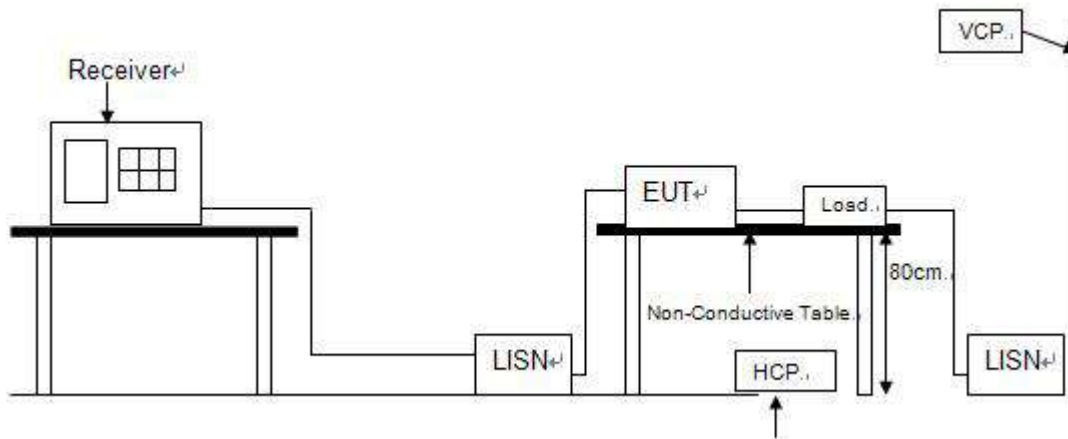 VCP.
Receiver
EUT
Load.
80cm.
Non-Conductive Table.
LISN
HCP.
LISN